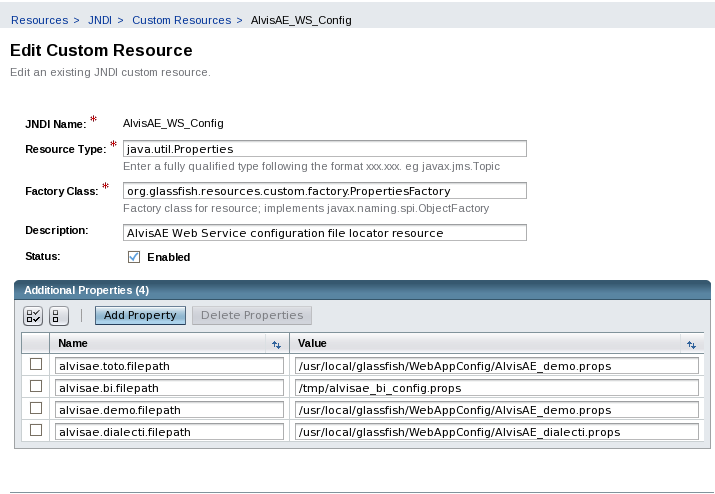 Resources > JNDI > Custom Resources > AlvisAE_WS_Config
Edit Custom Resource
Edit an existing JNDI custom resource.
JNDI Name: * AlvisAE_WS_Config
Resource Type: * java.util.Properties
Enter a fully qualified type following the format xxx.xxx. eg javax.jms.Topic
Factory Class: * org.glassfish.resources.custom.factory.PropertiesFactory
Factory class for resource; implements javax.naming.spi.ObjectFactory
Description: AlvisAE Web Service configuration file locator resource
Status: Enabled
Additional Properties (4)
Add Property Delete Properties
Name Value
alvisae.toto.filepath /usr/local/glassfish/WebAppConfig/AlvisAE_demo.props
alvisae.bi.filepath /tmp/alvisae_bi_config.props
alvisae.demo.filepath /usr/local/glassfish/WebAppConfig/AlvisAE_demo.props
alvisae.dialecti.filepath /usr/local/glassfish/WebAppConfig/AlvisAE_dialecti.props